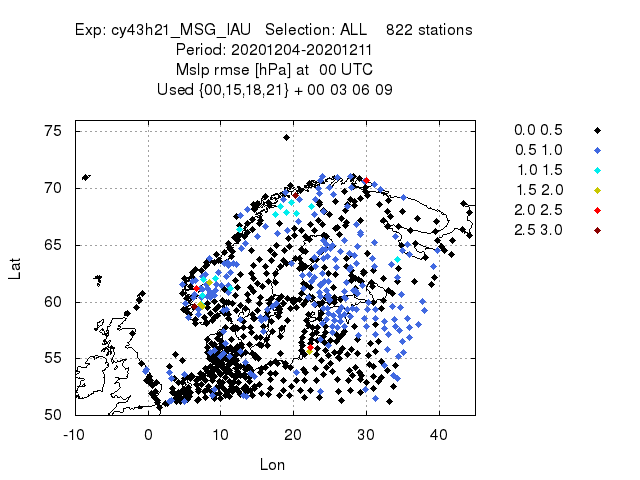 Exp: cy43h21_MSG_IAU Selection: ALL 822 stations
Period: 20201204-20201211
Mslp rmse [hPa] at 00 UTC
Used {00,15,18,21} + 00 03 06 09
75
70
65
60
55
50
-10 0 10 20 30 40
Lat
Lon
0.0 0.5
0.5 1.0
1.0 1.5
1.5 2.0
2.0 2.5
2.5 3.0